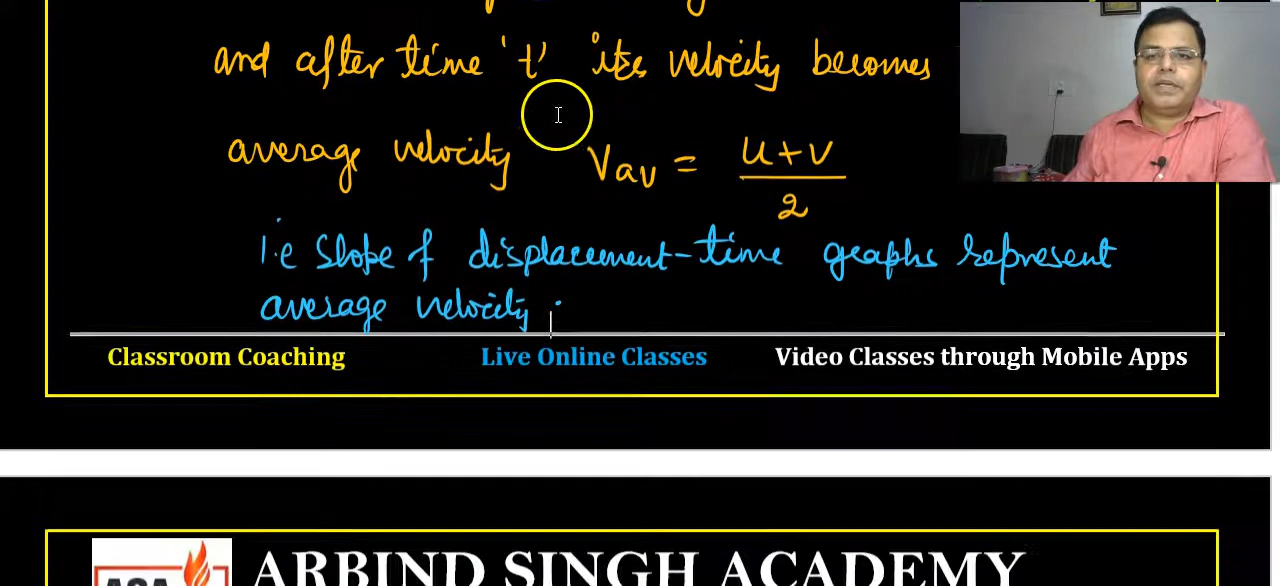 and after time 't' its velocity becomes
average velocity Vav = u+v/2
i.e slope of displacement-time graphs represent
average velocity.
Classroom Coaching Live Online Classes Video Classes through Mobile Apps
ASA ARBIND SINGH ACADEMY